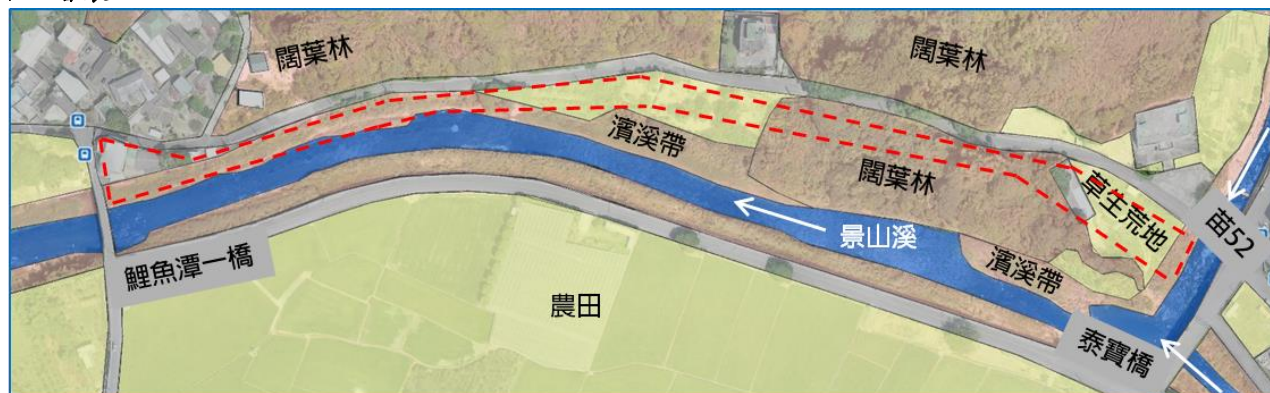 闊葉林
闊葉林
濱溪帶
闊葉林
草生荒地
苗52
景山溪
濱溪帶
鯉魚潭一橋
農田
泰寶橋